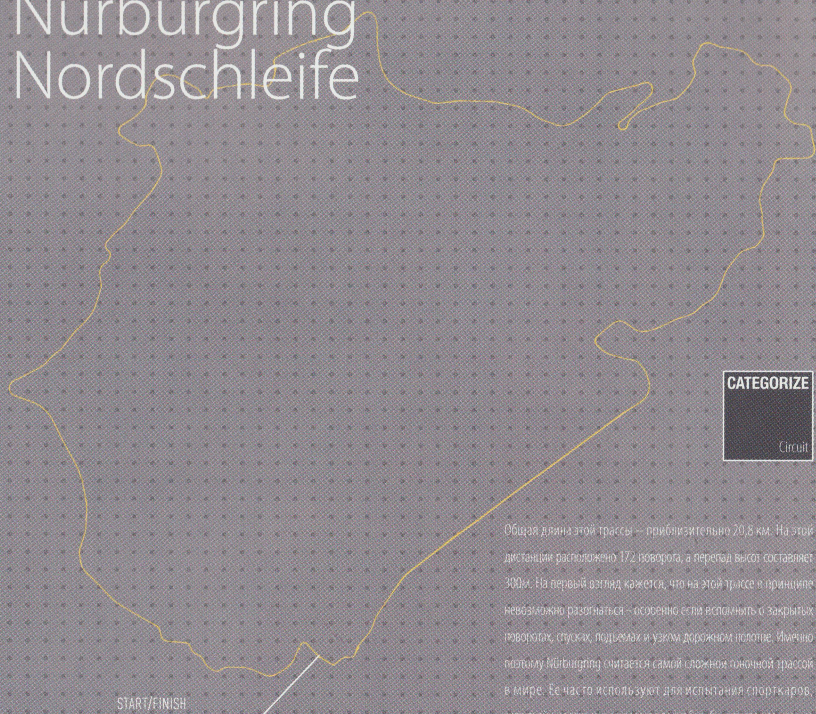 Nürburgring
Nordschleife
CATEGORIZE
Circuit
Общая длина этой трассы – приблизительно 20,8 км. На этой
дистанции расположено 172 поворота, а перепад высот составляет
300м. На первый взгляд кажется, что на этой трассе в принципе
невозможно разогнаться – особенно если вспомнить о закрытых
поворотах, спусках, подъемах и узком дорожном полотне. Именно
поэтому Nürburgring считается самой сложной гоночной трассой
в мире. Ее часто используют для испытания спорткаров,
START/FINISH